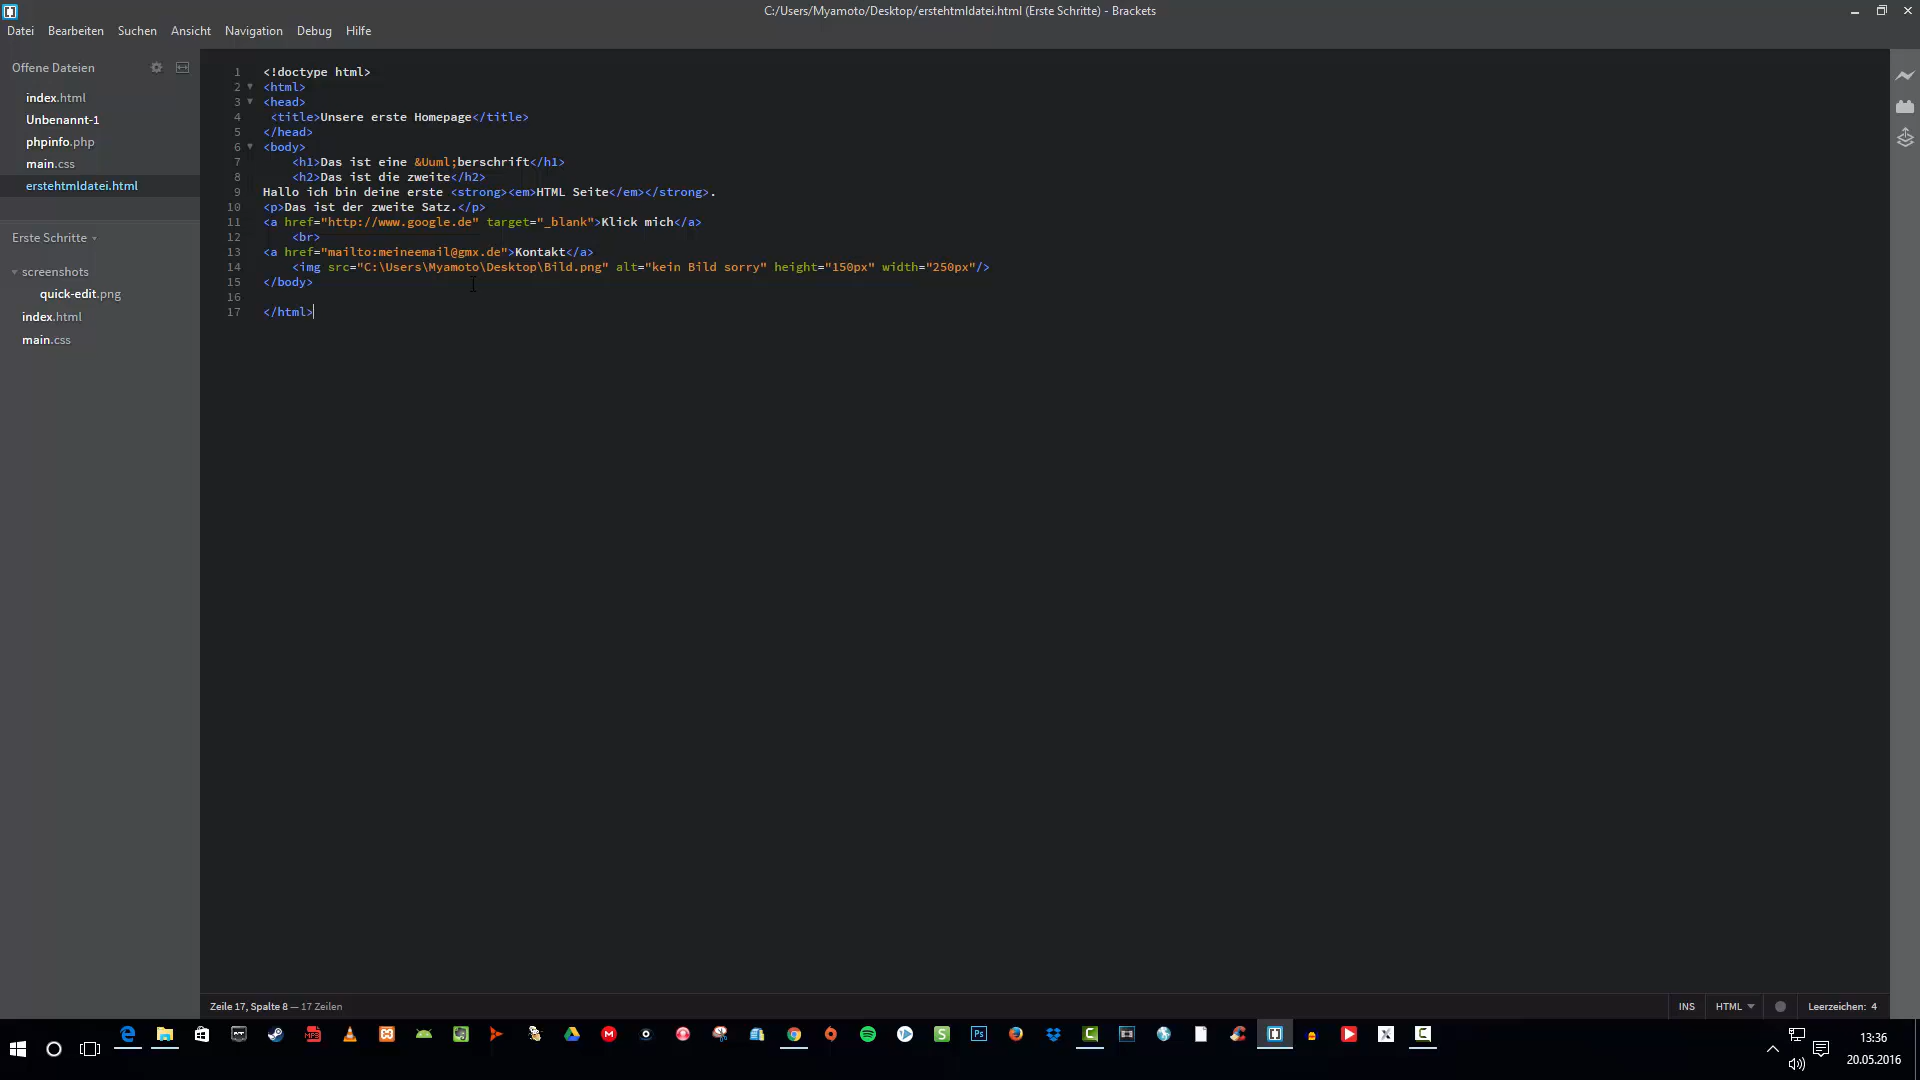 C:/Users/Myamoto/Desktop/erstehtmldatei.html (Erste Schritte) - Brackets
Datei Bearbeiten Suchen Ansicht Navigation Debug Hilfe
Offene Dateien
index.html
Unbenannt-1
phpinfo.php
main.css
erstehtmldatei.html
Erste Schritte
screenshots
quick-edit.png
index.html
main.css
1 <!doctype html>
2 <html>
3 <head>
4 <title>Unsere erste Homepage</title>
5 </head>
6 <body>
7 <h1>Das ist eine &Uuml;berschrift</h1>
8 <h2>Das ist die zweite</h2>
9 Hallo ich bin deine erste <strong><em>HTML Seite</em></strong>.
10 <p>Das ist der zweite Satz.</p>
11 <a href="http://www.google.de" target="_blank">Klick mich</a>
12 <br>
13 <a href="mailto:meineemail@gmx.de">Kontakt</a>
14 <img src="C:\Users\Myamoto\Desktop\Bild.png" alt="kein Bild sorry" height="150px" width="250px"/>
15 </body>
16
17 </html>
Zeile 17, Spalte 8 — 17 Zeilen
INS HTML Leerzeichen: 4
13:36
20.05.2016